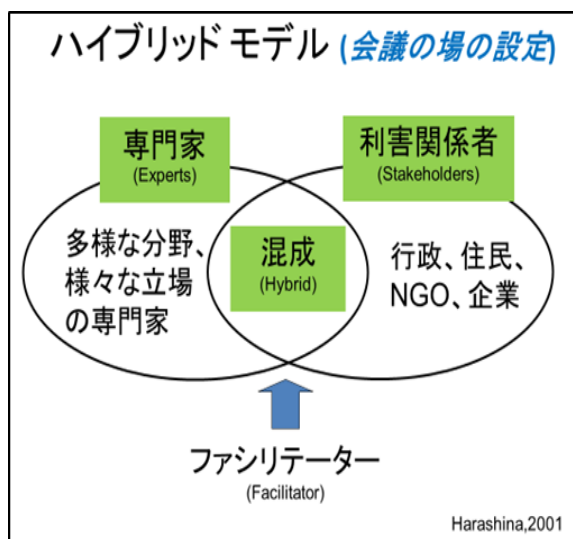 ハイブリッド モデル (会議の場の設定)
専門家
(Experts)
利害関係者
(Stakeholders)
多様な分野、
様々な立場
の専門家
混成
(Hybrid)
行政、住民、
NGO、企業
ファシリテーター
(Facilitator)
Harashina,2001